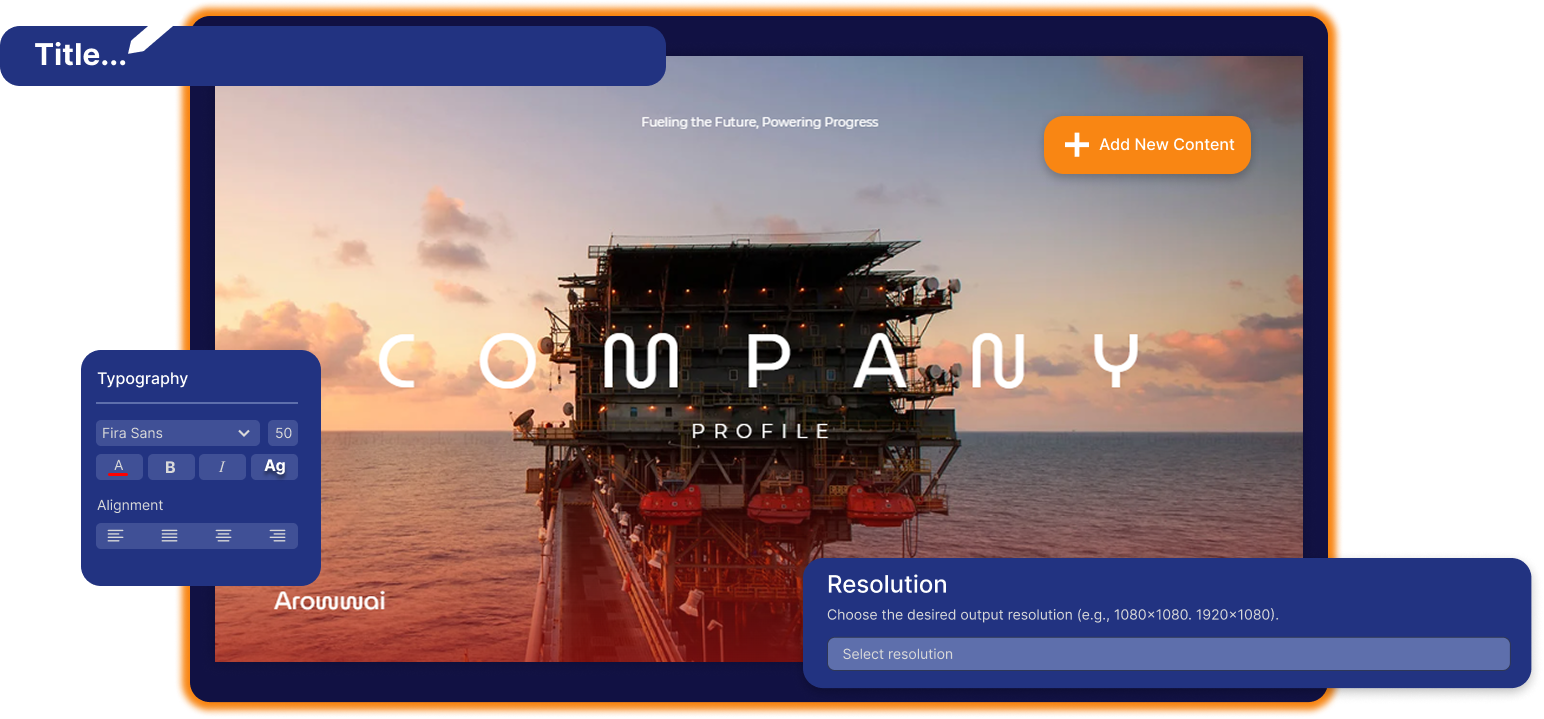 Title...
Fueling the Future, Powering Progress
Add New Content
COMPANY
PROFILE
Typography
Fira Sans
50
A
B
I
Ag
Alignment
Arowwai
Resolution
Choose the desired output resolution (e.g., 1080×1080. 1920×1080).
Select resolution